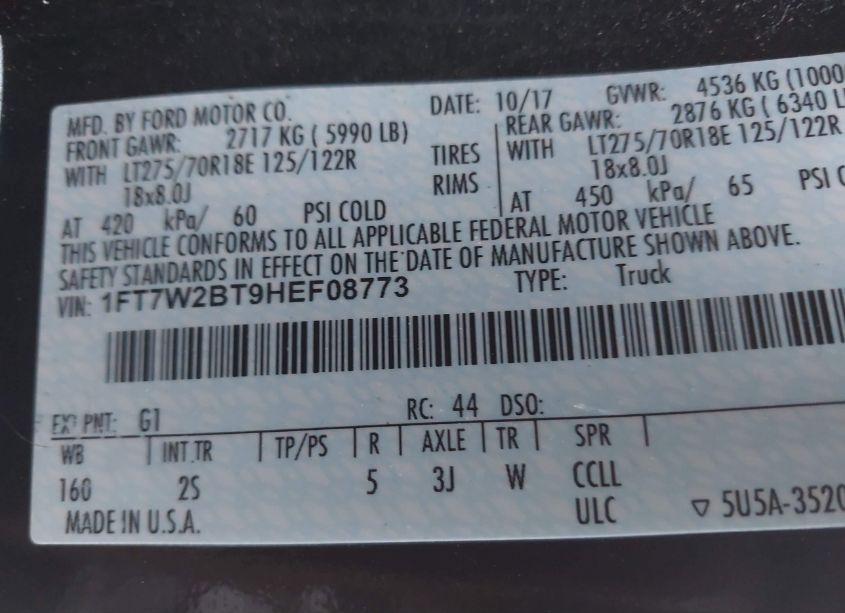 MFD. BY FORD MOTOR CO. DATE: 10/17 GVWR: 4536 KG (1000
FRONT GAWR: 2717 KG ( 5990 LB) REAR GAWR: 2876 KG ( 6340 L
WITH LT275/70R18E 125/122R TIRES WITH LT275/70R18E 125/122R
18x8.0J RIMS 18x8.0J
AT 420 kPa/ 60 PSI COLD AT 450 kPa/ 65 PSI C
THIS VEHICLE CONFORMS TO ALL APPLICABLE FEDERAL MOTOR VEHICLE
SAFETY STANDARDS IN EFFECT ON THE DATE OF MANUFACTURE SHOWN ABOVE.
VIN: 1FT7W2BT9HEF08773 TYPE: Truck
EXT PNT: G1 RC: 44 DSO:
WB INT TR TP/PS R AXLE TR SPR
160 2S 5 3J W CCLL
MADE IN U.S.A. ULC ▽ 5U5A-3520